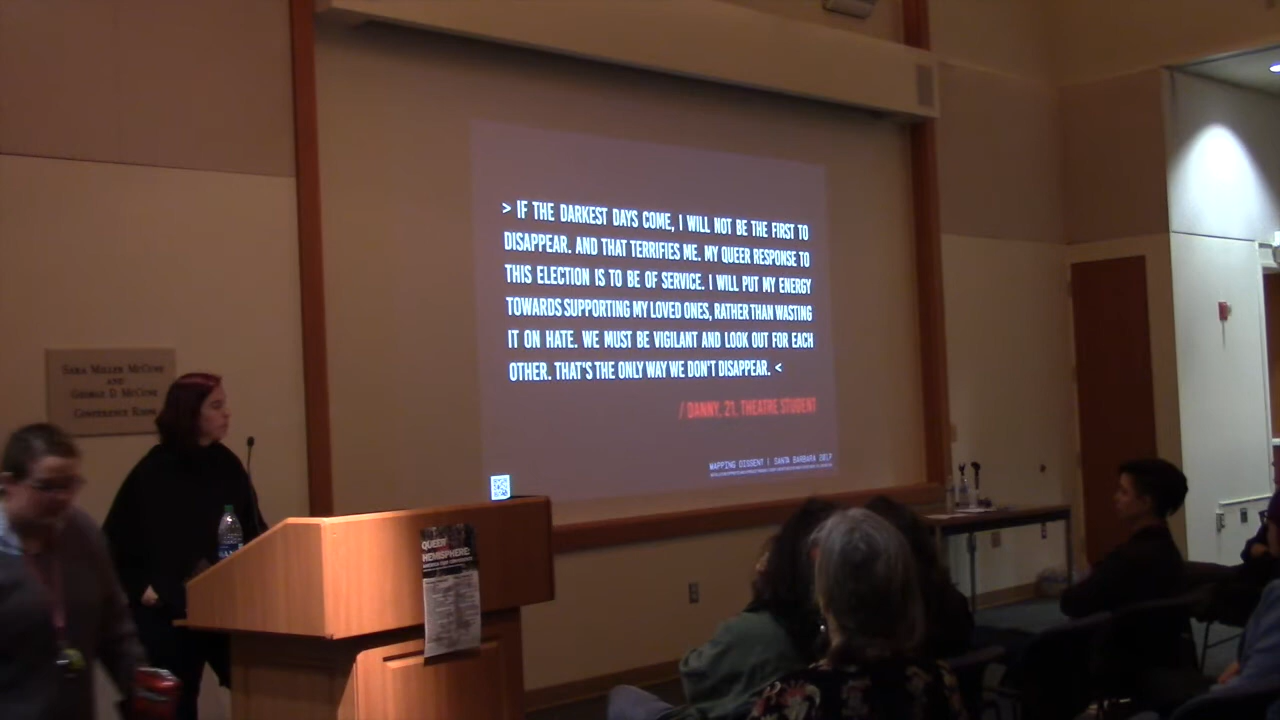 > IF THE DARKEST DAYS COME, I WILL NOT BE THE FIRST TO
DISAPPEAR. AND THAT TERRIFIES ME. MY QUEER RESPONSE TO
THIS ELECTION IS TO BE OF SERVICE. I WILL PUT MY ENERGY
TOWARDS SUPPORTING MY LOVED ONES, RATHER THAN WASTING
IT ON HATE. WE MUST BE VIGILANT AND LOOK OUT FOR EACH
OTHER. THAT'S THE ONLY WAY WE DON'T DISAPPEAR. <
/ DANNY, 21, THEATRE STUDENT
MAPPING DISSENT | SANTA BARBARA 2017
SARA MILLER MCCUNE
AND
GEORGE D. MCCUNE
CONFERENCE ROOM
QUEER
HEMISPHERE: